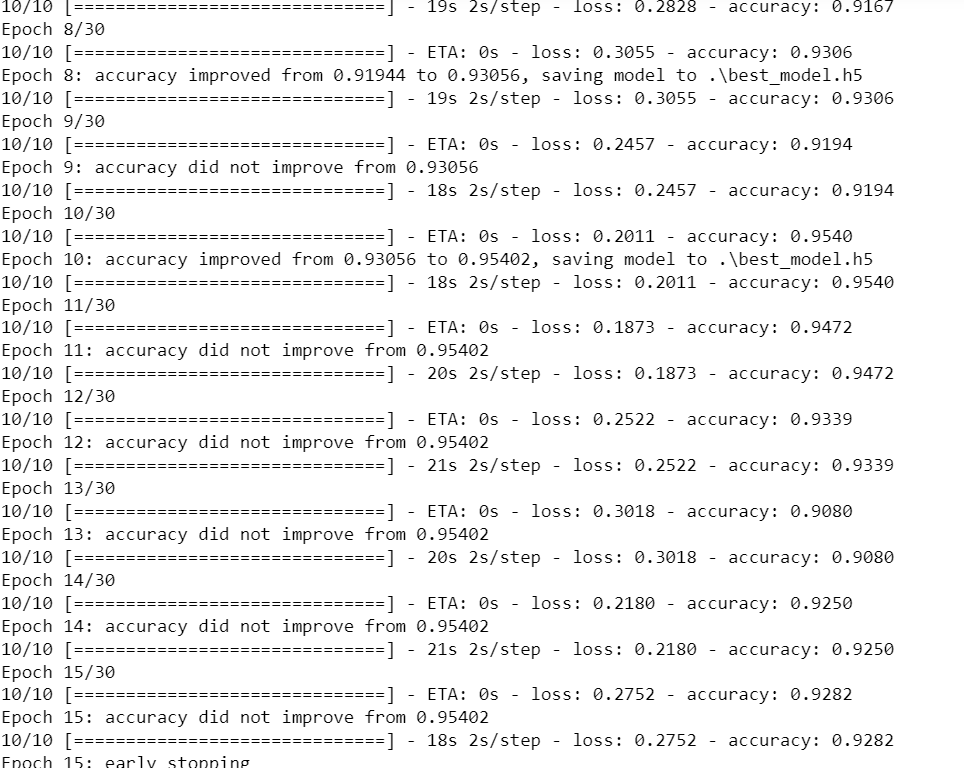 10/10 [==============================] - 19s 2s/step - loss: 0.2828 - accuracy: 0.9167
Epoch 8/30
10/10 [==============================] - ETA: 0s - loss: 0.3055 - accuracy: 0.9306
Epoch 8: accuracy improved from 0.91944 to 0.93056, saving model to .\best_model.h5
10/10 [==============================] - 19s 2s/step - loss: 0.3055 - accuracy: 0.9306
Epoch 9/30
10/10 [==============================] - ETA: 0s - loss: 0.2457 - accuracy: 0.9194
Epoch 9: accuracy did not improve from 0.93056
10/10 [==============================] - 18s 2s/step - loss: 0.2457 - accuracy: 0.9194
Epoch 10/30
10/10 [==============================] - ETA: 0s - loss: 0.2011 - accuracy: 0.9540
Epoch 10: accuracy improved from 0.93056 to 0.95402, saving model to .\best_model.h5
10/10 [==============================] - 18s 2s/step - loss: 0.2011 - accuracy: 0.9540
Epoch 11/30
10/10 [==============================] - ETA: 0s - loss: 0.1873 - accuracy: 0.9472
Epoch 11: accuracy did not improve from 0.95402
10/10 [==============================] - 20s 2s/step - loss: 0.1873 - accuracy: 0.9472
Epoch 12/30
10/10 [==============================] - ETA: 0s - loss: 0.2522 - accuracy: 0.9339
Epoch 12: accuracy did not improve from 0.95402
10/10 [==============================] - 21s 2s/step - loss: 0.2522 - accuracy: 0.9339
Epoch 13/30
10/10 [==============================] - ETA: 0s - loss: 0.3018 - accuracy: 0.9080
Epoch 13: accuracy did not improve from 0.95402
10/10 [==============================] - 20s 2s/step - loss: 0.3018 - accuracy: 0.9080
Epoch 14/30
10/10 [==============================] - ETA: 0s - loss: 0.2180 - accuracy: 0.9250
Epoch 14: accuracy did not improve from 0.95402
10/10 [==============================] - 21s 2s/step - loss: 0.2180 - accuracy: 0.9250
Epoch 15/30
10/10 [==============================] - ETA: 0s - loss: 0.2752 - accuracy: 0.9282
Epoch 15: accuracy did not improve from 0.95402
10/10 [==============================] - 18s 2s/step - loss: 0.2752 - accuracy: 0.9282
Epoch 15: early stopping